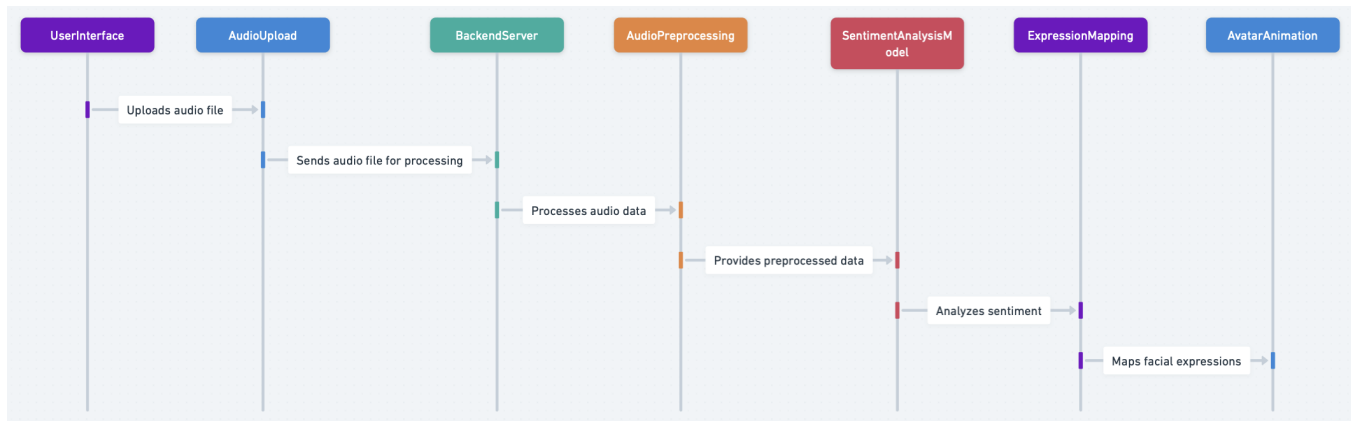 UserInterface
AudioUpload
BackendServer
AudioPreprocessing
SentimentAnalysisM
odel
ExpressionMapping
AvatarAnimation
Uploads audio file
Sends audio file for processing
Processes audio data
Provides preprocessed data
Analyzes sentiment
Maps facial expressions